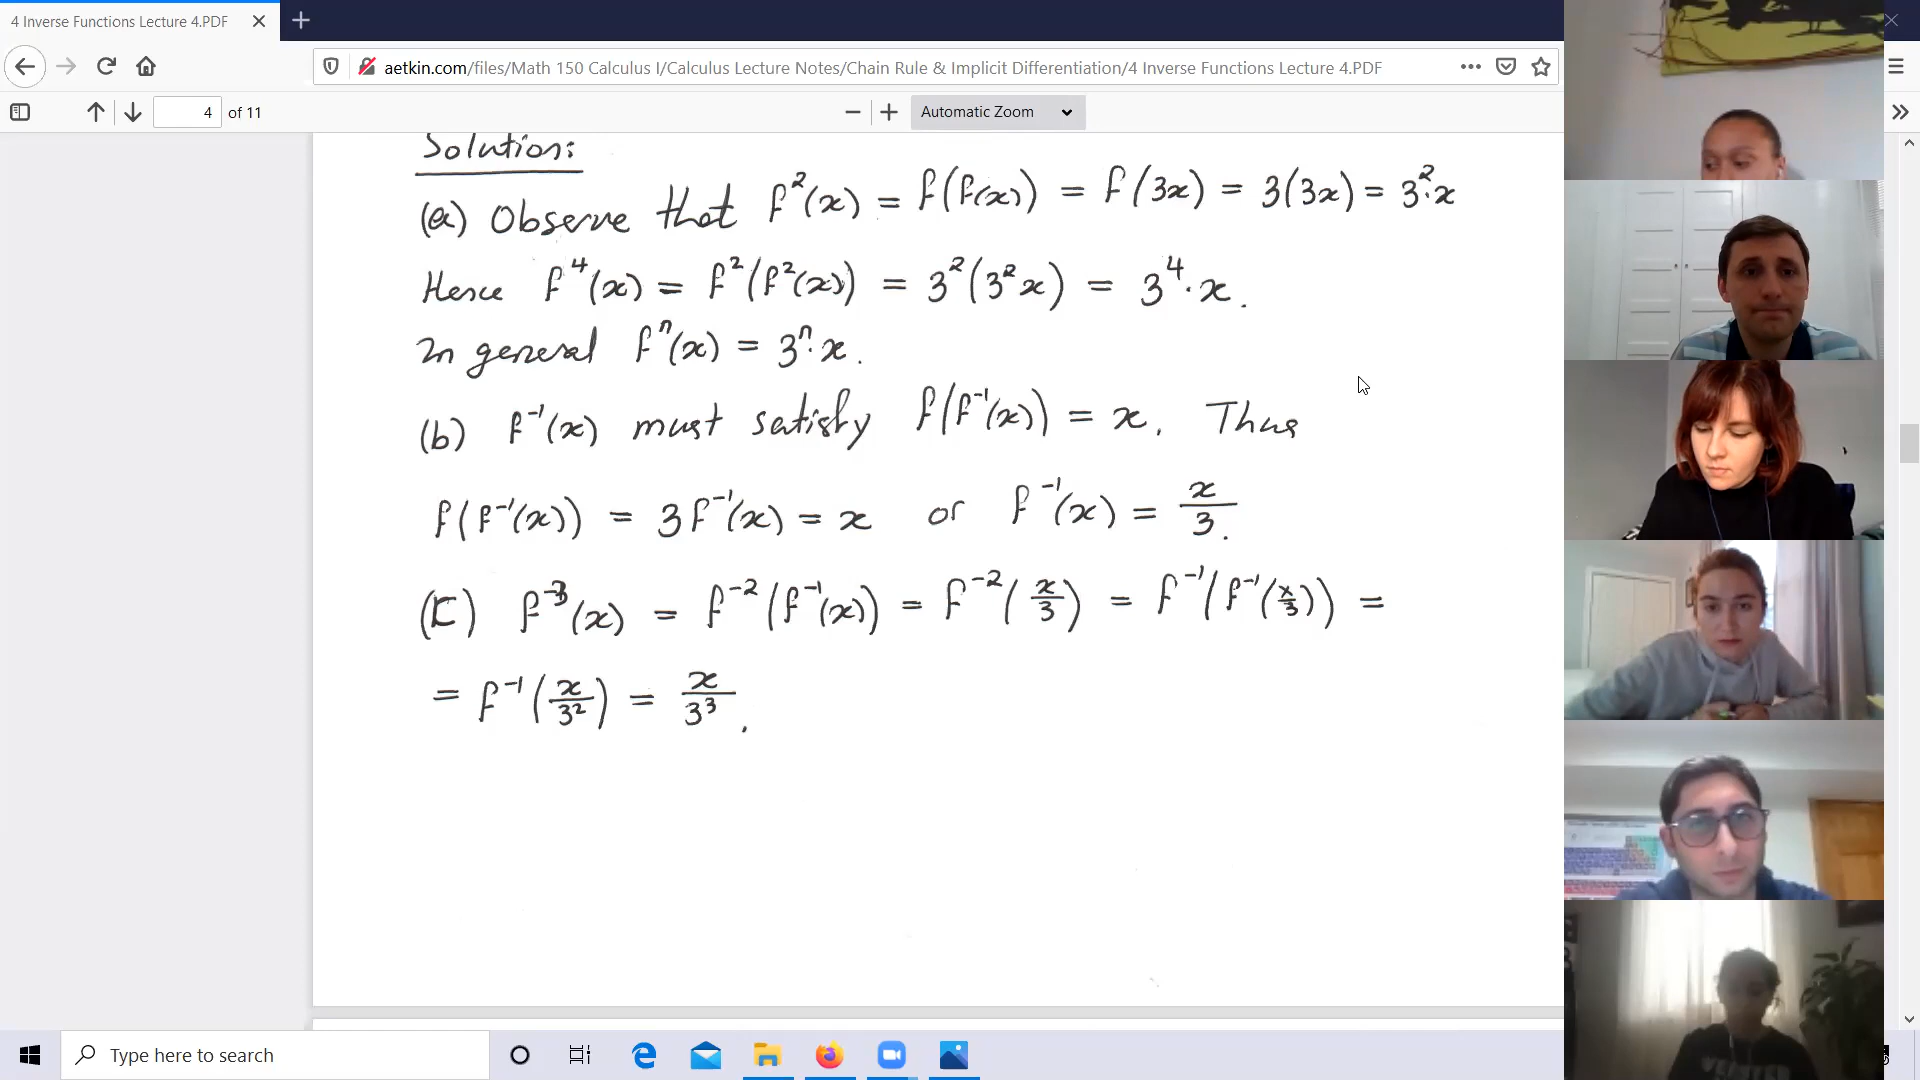 4 Inverse Functions Lecture 4.PDF
aetkin.com/files/Math 150 Calculus I/Calculus Lecture Notes/Chain Rule & Implicit Differentiation/4 Inverse Functions Lecture 4.PDF
4 of 11
Automatic Zoom
Solution:
(a) Observe that f²(x) = f(f(x)) = f(3x) = 3(3x) = 3²·x
Hence f⁴(x) = f²(f²(x)) = 3²(3²x) = 3⁴·x.
In general fⁿ(x) = 3ⁿ·x.
(b) f⁻¹(x) must satisfy f(f⁻¹(x)) = x. Thus
f(f⁻¹(x)) = 3f⁻¹(x) = x or f⁻¹(x) = x/3.
(C) f⁻³(x) = f⁻²(f⁻¹(x)) = f⁻²(x/3) = f⁻¹(f⁻¹(x/3)) =
= f⁻¹(x/3²) = x/3³.
Type here to search